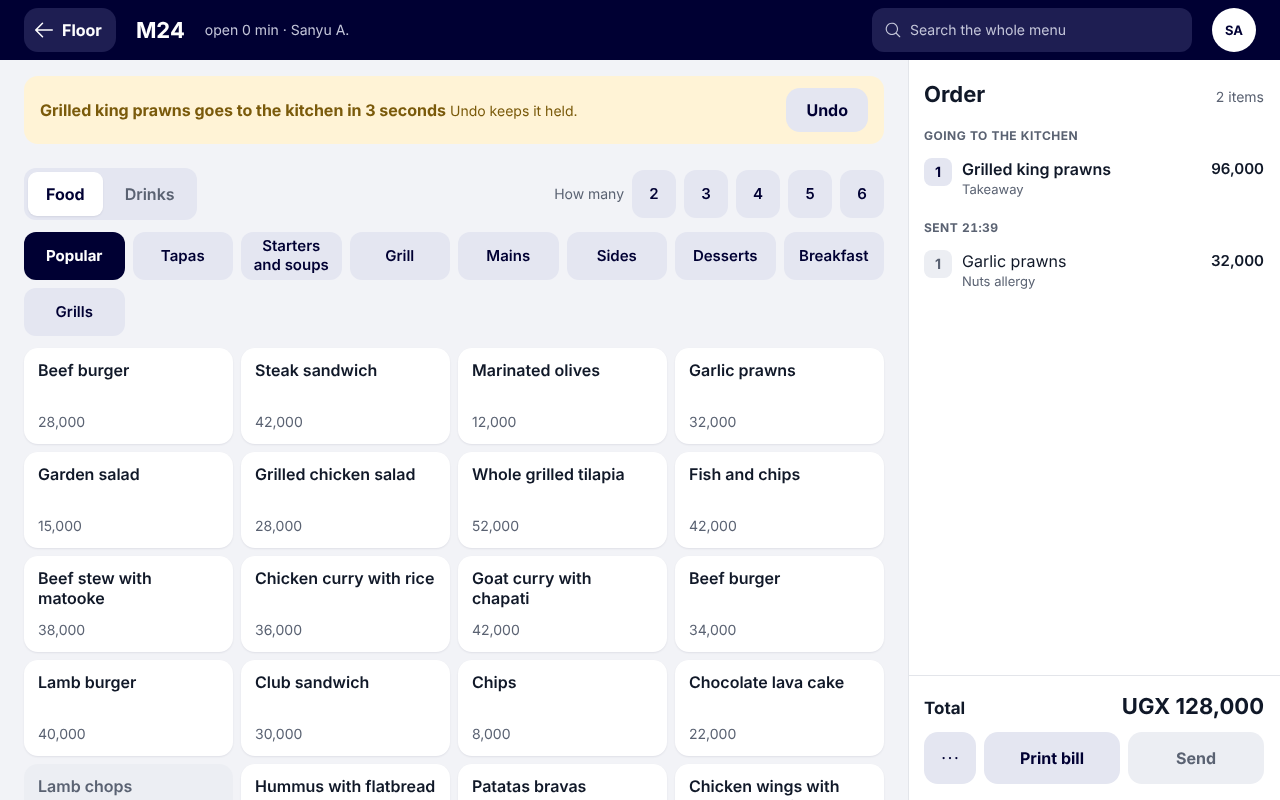 Floor
M24
open 0 min · Sanyu A.
Search the whole menu
SA
Grilled king prawns goes to the kitchen in 3 seconds Undo keeps it held.
Undo
Food
Drinks
How many
2
3
4
5
6
Popular
Tapas
Starters
and soups
Grill
Mains
Sides
Desserts
Breakfast
Grills
Beef burger
28,000
Steak sandwich
42,000
Marinated olives
12,000
Garlic prawns
32,000
Garden salad
15,000
Grilled chicken salad
28,000
Whole grilled tilapia
52,000
Fish and chips
42,000
Beef stew with
matooke
38,000
Chicken curry with rice
36,000
Goat curry with
chapati
42,000
Beef burger
34,000
Lamb burger
40,000
Club sandwich
30,000
Chips
8,000
Chocolate lava cake
22,000
Lamb chops
Hummus with flatbread
Patatas bravas
Chicken wings with
Order
2 items
GOING TO THE KITCHEN
1 Grilled king prawns 96,000
Takeaway
SENT 21:39
1 Garlic prawns 32,000
Nuts allergy
Total UGX 128,000
···
Print bill
Send